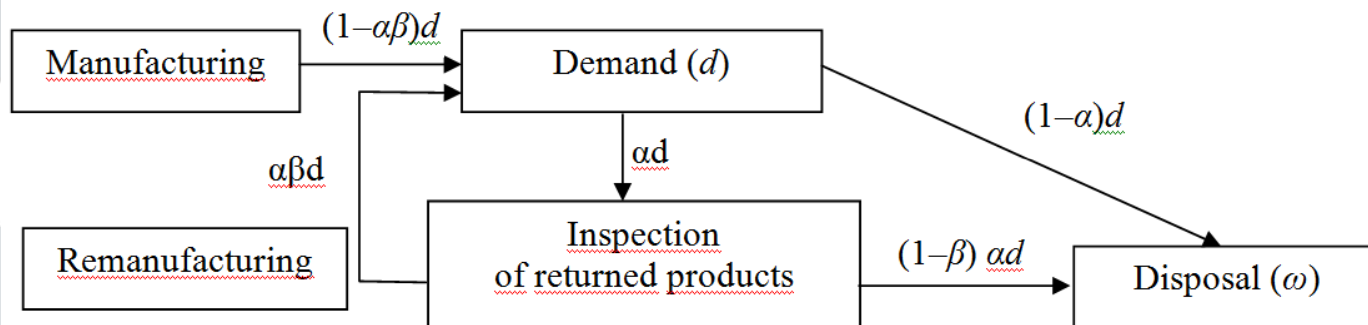 (1–αβ)d
Manufacturing
Demand (d)
(1–α)d
αd
αβd
Inspection
of returned products
Remanufacturing
(1–β) αd
Disposal (ω)